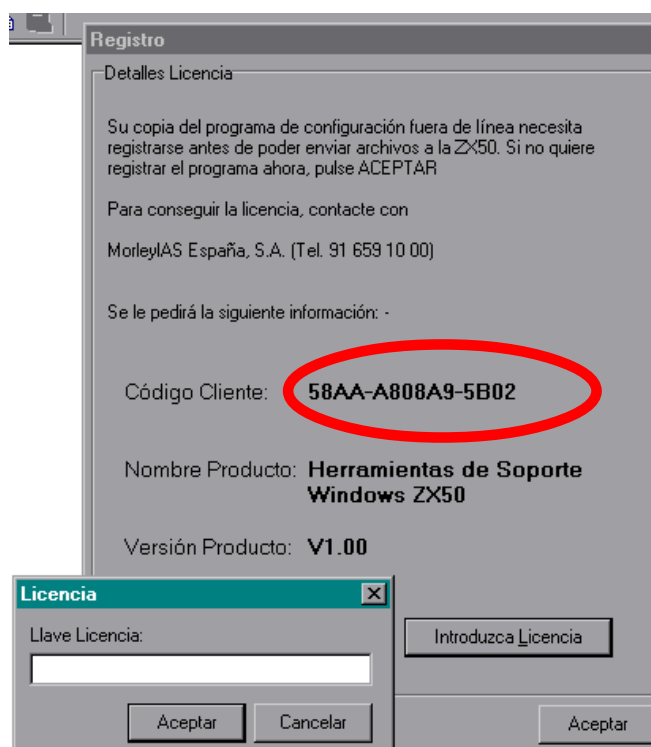 Registro
Detalles Licencia
Su copia del programa de configuración fuera de línea necesita
registrarse antes de poder enviar archivos a la ZX50. Si no quiere
registrar el programa ahora, pulse ACEPTAR
Para conseguir la licencia, contacte con
MorleyIAS España, S.A. (Tel. 91 659 10 00)
Se le pedirá la siguiente información: -
Código Cliente: 58AA-A808A9-5B02
Nombre Producto: Herramientas de Soporte
Windows ZX50
Versión Producto: V1.00
Licencia
Llave Licencia:
Introduzca Licencia
Aceptar Cancelar
Aceptar